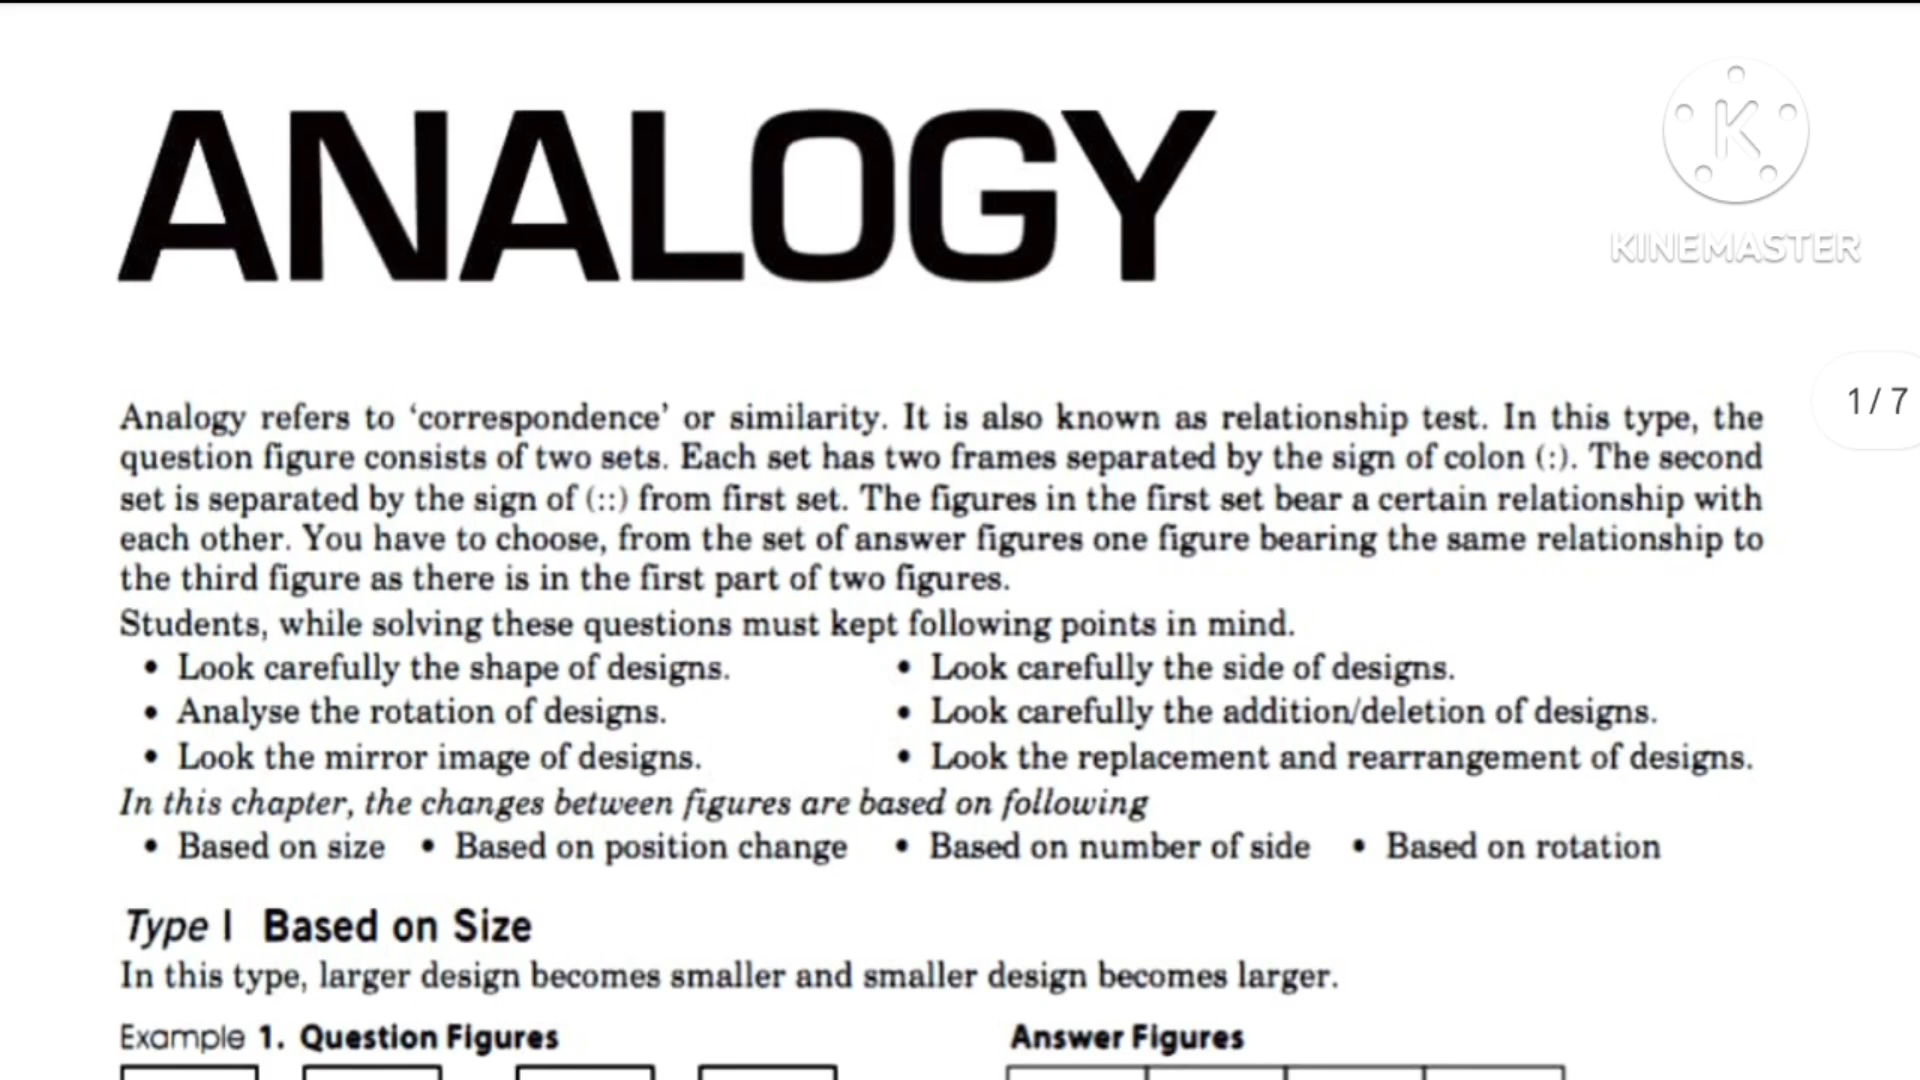 ANALOGY
K
KINEMASTER
1 / 7
Analogy refers to ‘correspondence’ or similarity. It is also known as relationship test. In this type, the
question figure consists of two sets. Each set has two frames separated by the sign of colon (:). The second
set is separated by the sign of (::) from first set. The figures in the first set bear a certain relationship with
each other. You have to choose, from the set of answer figures one figure bearing the same relationship to
the third figure as there is in the first part of two figures.
Students, while solving these questions must kept following points in mind.
• Look carefully the shape of designs. • Look carefully the side of designs.
• Analyse the rotation of designs. • Look carefully the addition/deletion of designs.
• Look the mirror image of designs. • Look the replacement and rearrangement of designs.
In this chapter, the changes between figures are based on following
• Based on size • Based on position change • Based on number of side • Based on rotation
Type I Based on Size
In this type, larger design becomes smaller and smaller design becomes larger.
Example 1. Question Figures Answer Figures